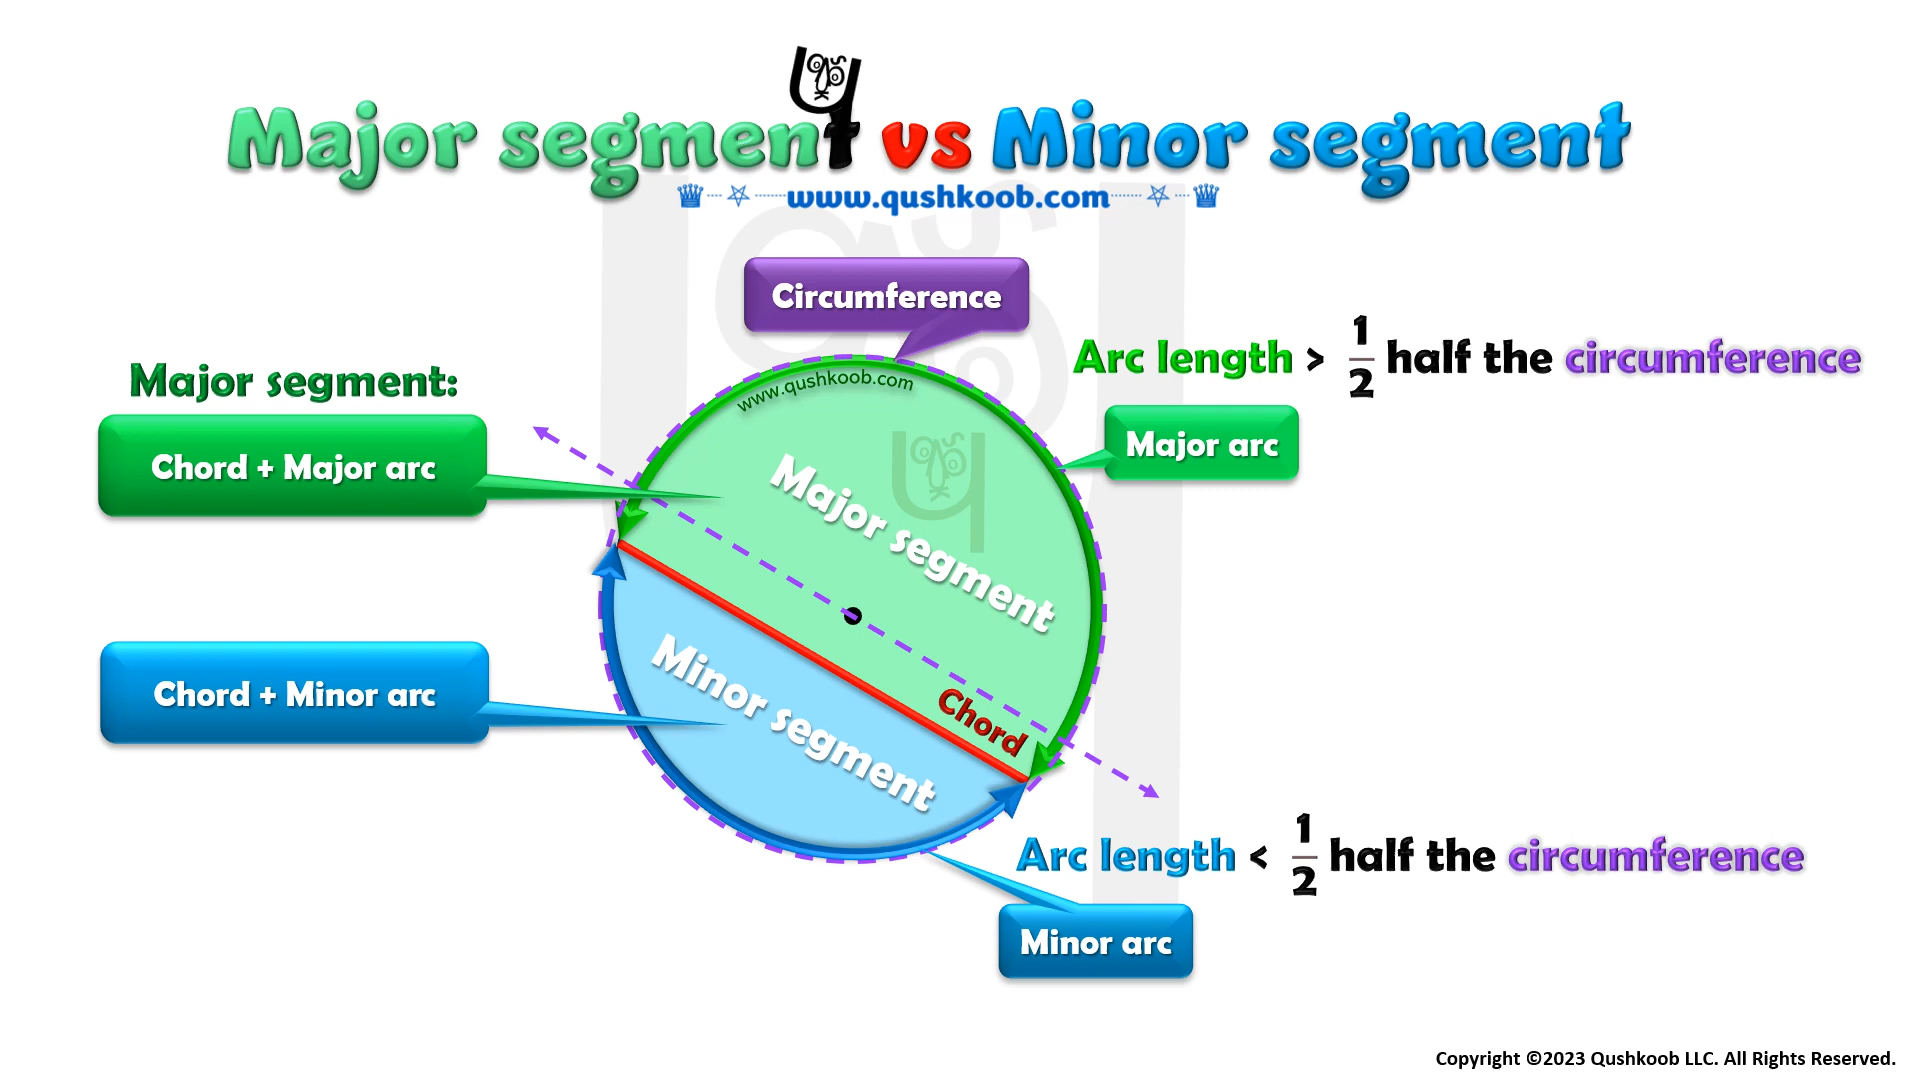 Major segment vs Minor segment
www.qushkoob.com
Circumference
Arc length > 1/2 half the circumference
Major segment:
www.qushkoob.com
Major arc
Chord + Major arc
Major segment
Minor segment
Chord + Minor arc
Chord
Arc length < 1/2 half the circumference
Minor arc
Copyright ©2023 Qushkoob LLC. All Rights Reserved.